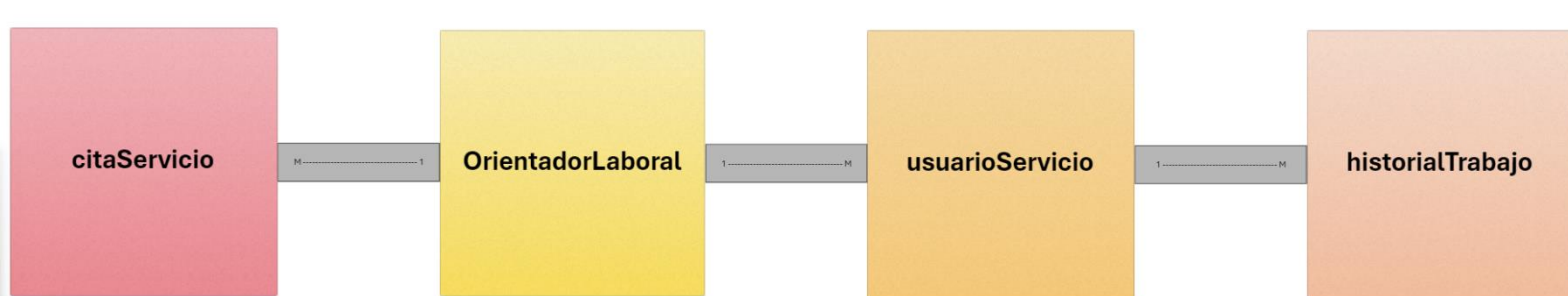 citaServicio
M 1
OrientadorLaboral
1 M
usuarioServicio
1 M
historialTrabajo